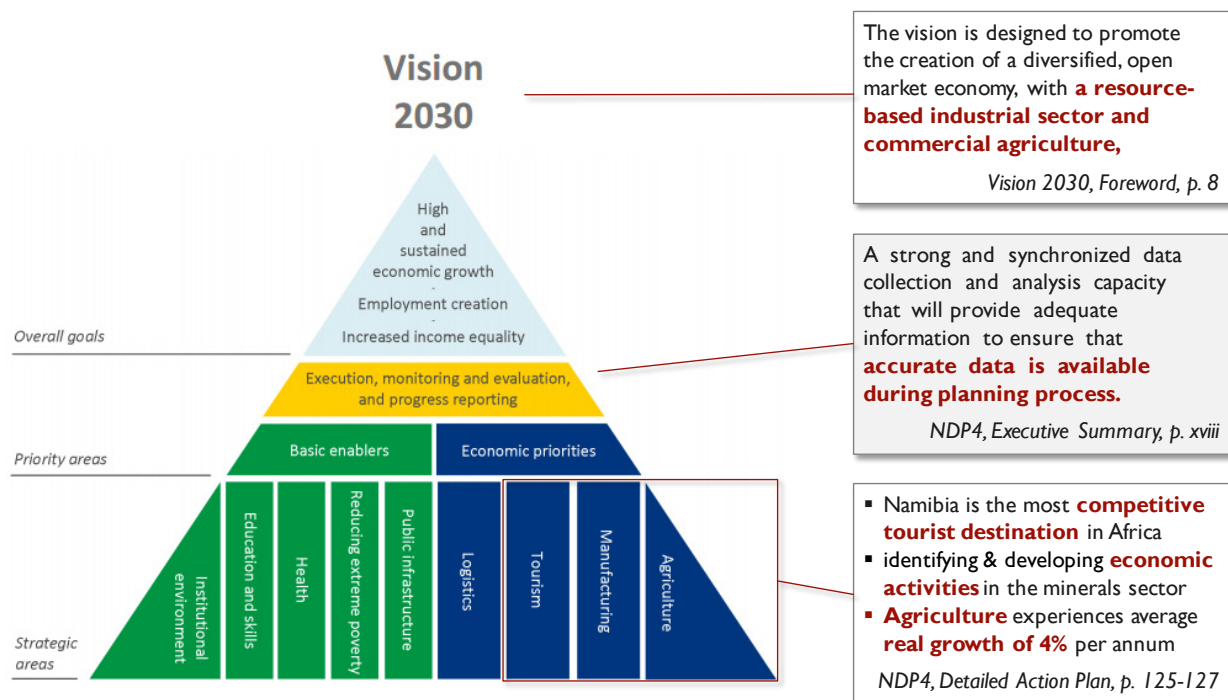 Vision
2030
High
and
sustained
economic growth
-
Employment creation
-
Increased income equality
Overall goals
Execution, monitoring and evaluation,
and progress reporting
Basic enablers
Economic priorities
Priority areas
Institutional
environment
Education and skills
Health
Reducing extreme poverty
Public infrastructure
Logistics
Tourism
Manufacturing
Agriculture
Strategic
areas
The vision is designed to promote
the creation of a diversified, open
market economy, with a resource-
based industrial sector and
commercial agriculture,
Vision 2030, Foreword, p. 8
A strong and synchronized data
collection and analysis capacity
that will provide adequate
information to ensure that
accurate data is available
during planning process.
NDP4, Executive Summary, p. xviii
▪ Namibia is the most competitive
tourist destination in Africa
▪ identifying & developing economic
activities in the minerals sector
▪ Agriculture experiences average
real growth of 4% per annum
NDP4, Detailed Action Plan, p. 125-127